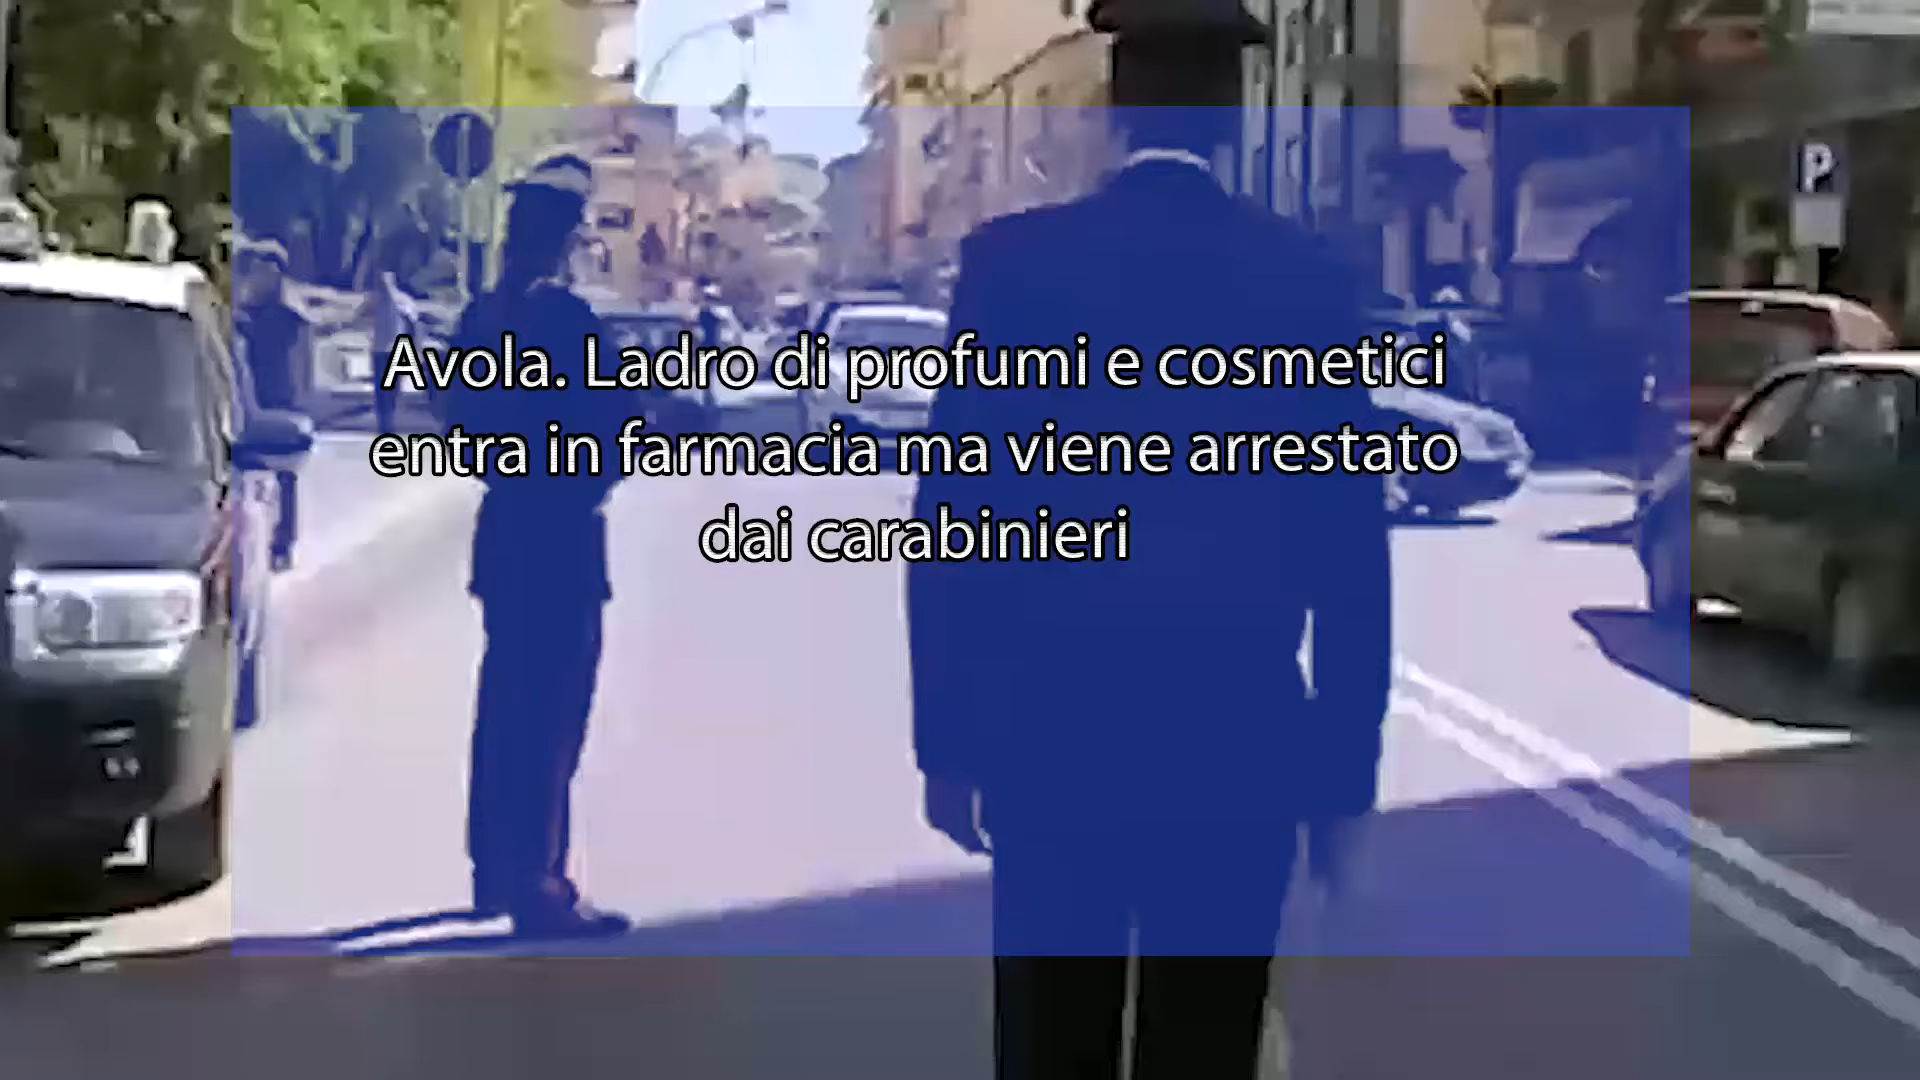 P
Avola. Ladro di profumi e cosmetici
entra in farmacia ma viene arrestato
dai carabinieri